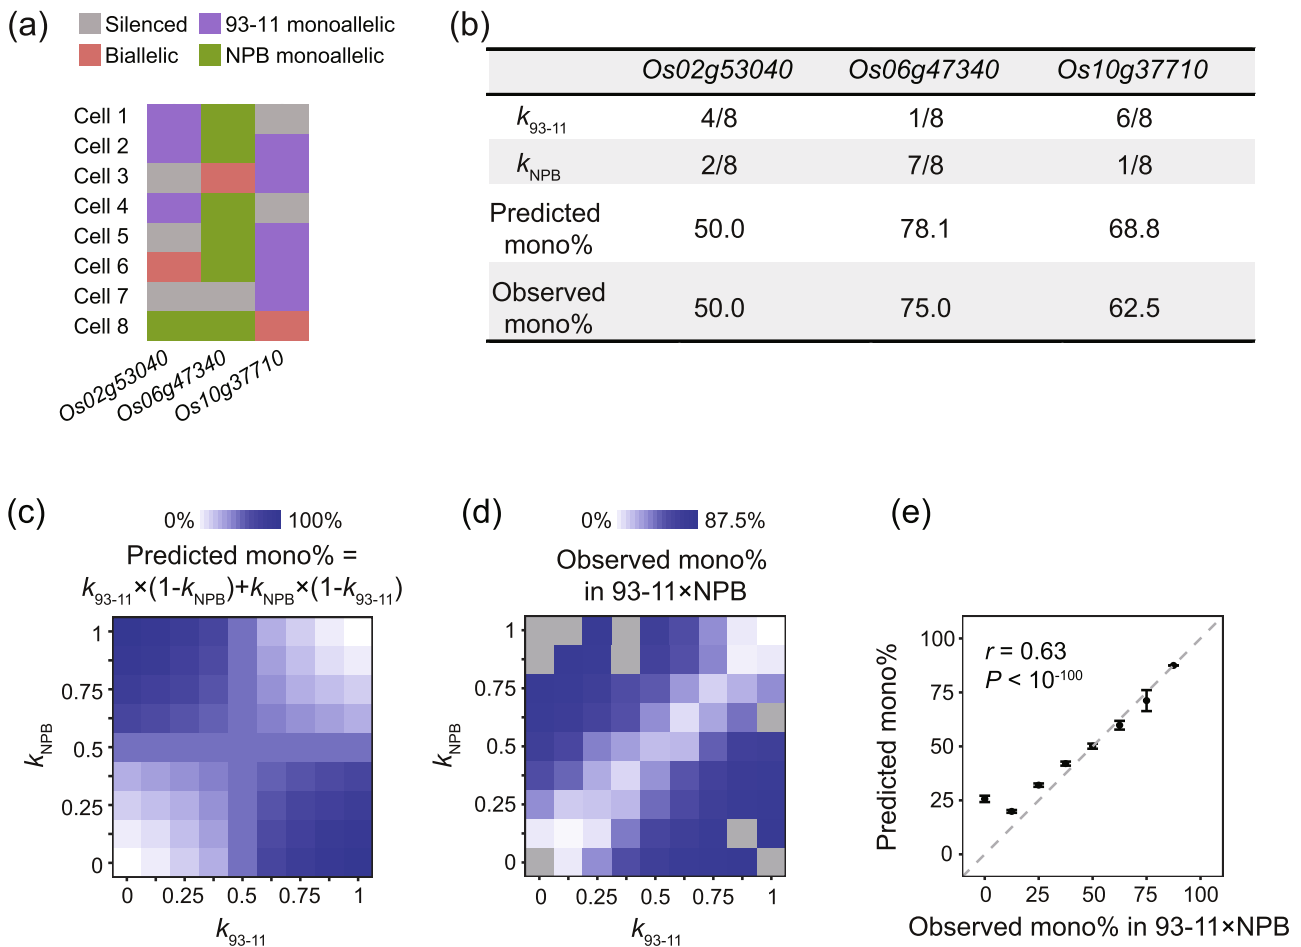 (a)
Silenced 93-11 monoallelic
Biallelic NPB monoallelic
Cell 1
Cell 2
Cell 3
Cell 4
Cell 5
Cell 6
Cell 7
Cell 8
Os02g53040
Os06g47340
Os10g37710
(b)
Os02g53040 Os06g47340 Os10g37710
k93-11 4/8 1/8 6/8
kNPB 2/8 7/8 1/8
Predicted mono% 50.0 78.1 68.8
Observed mono% 50.0 75.0 62.5
(c)
0% 100%
Predicted mono% =
k93-11×(1-kNPB)+kNPB×(1-k93-11)
1
0.75
0.5
0.25
0
kNPB
0 0.25 0.5 0.75 1
k93-11
(d)
0% 87.5%
Observed mono%
in 93-11×NPB
1
0.75
0.5
0.25
0
kNPB
0 0.25 0.5 0.75 1
k93-11
(e)
r = 0.63
P < 10-100
100
75
50
25
0
Predicted mono%
0 25 50 75 100
Observed mono% in 93-11×NPB